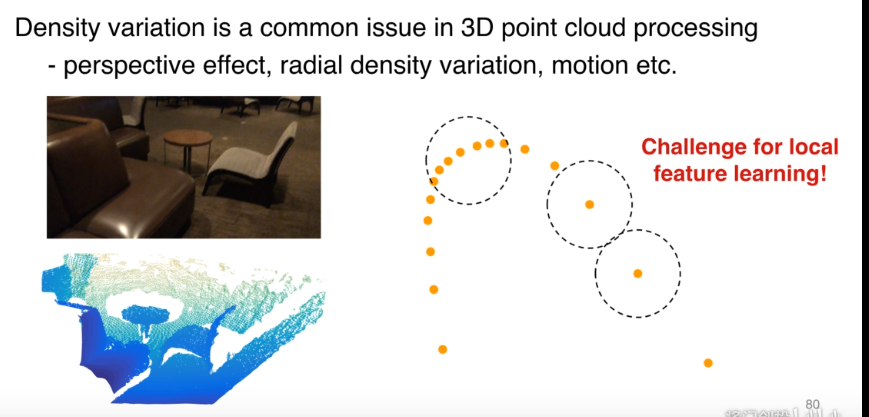 Density variation is a common issue in 3D point cloud processing
- perspective effect, radial density variation, motion etc.
Challenge for local
feature learning!
80